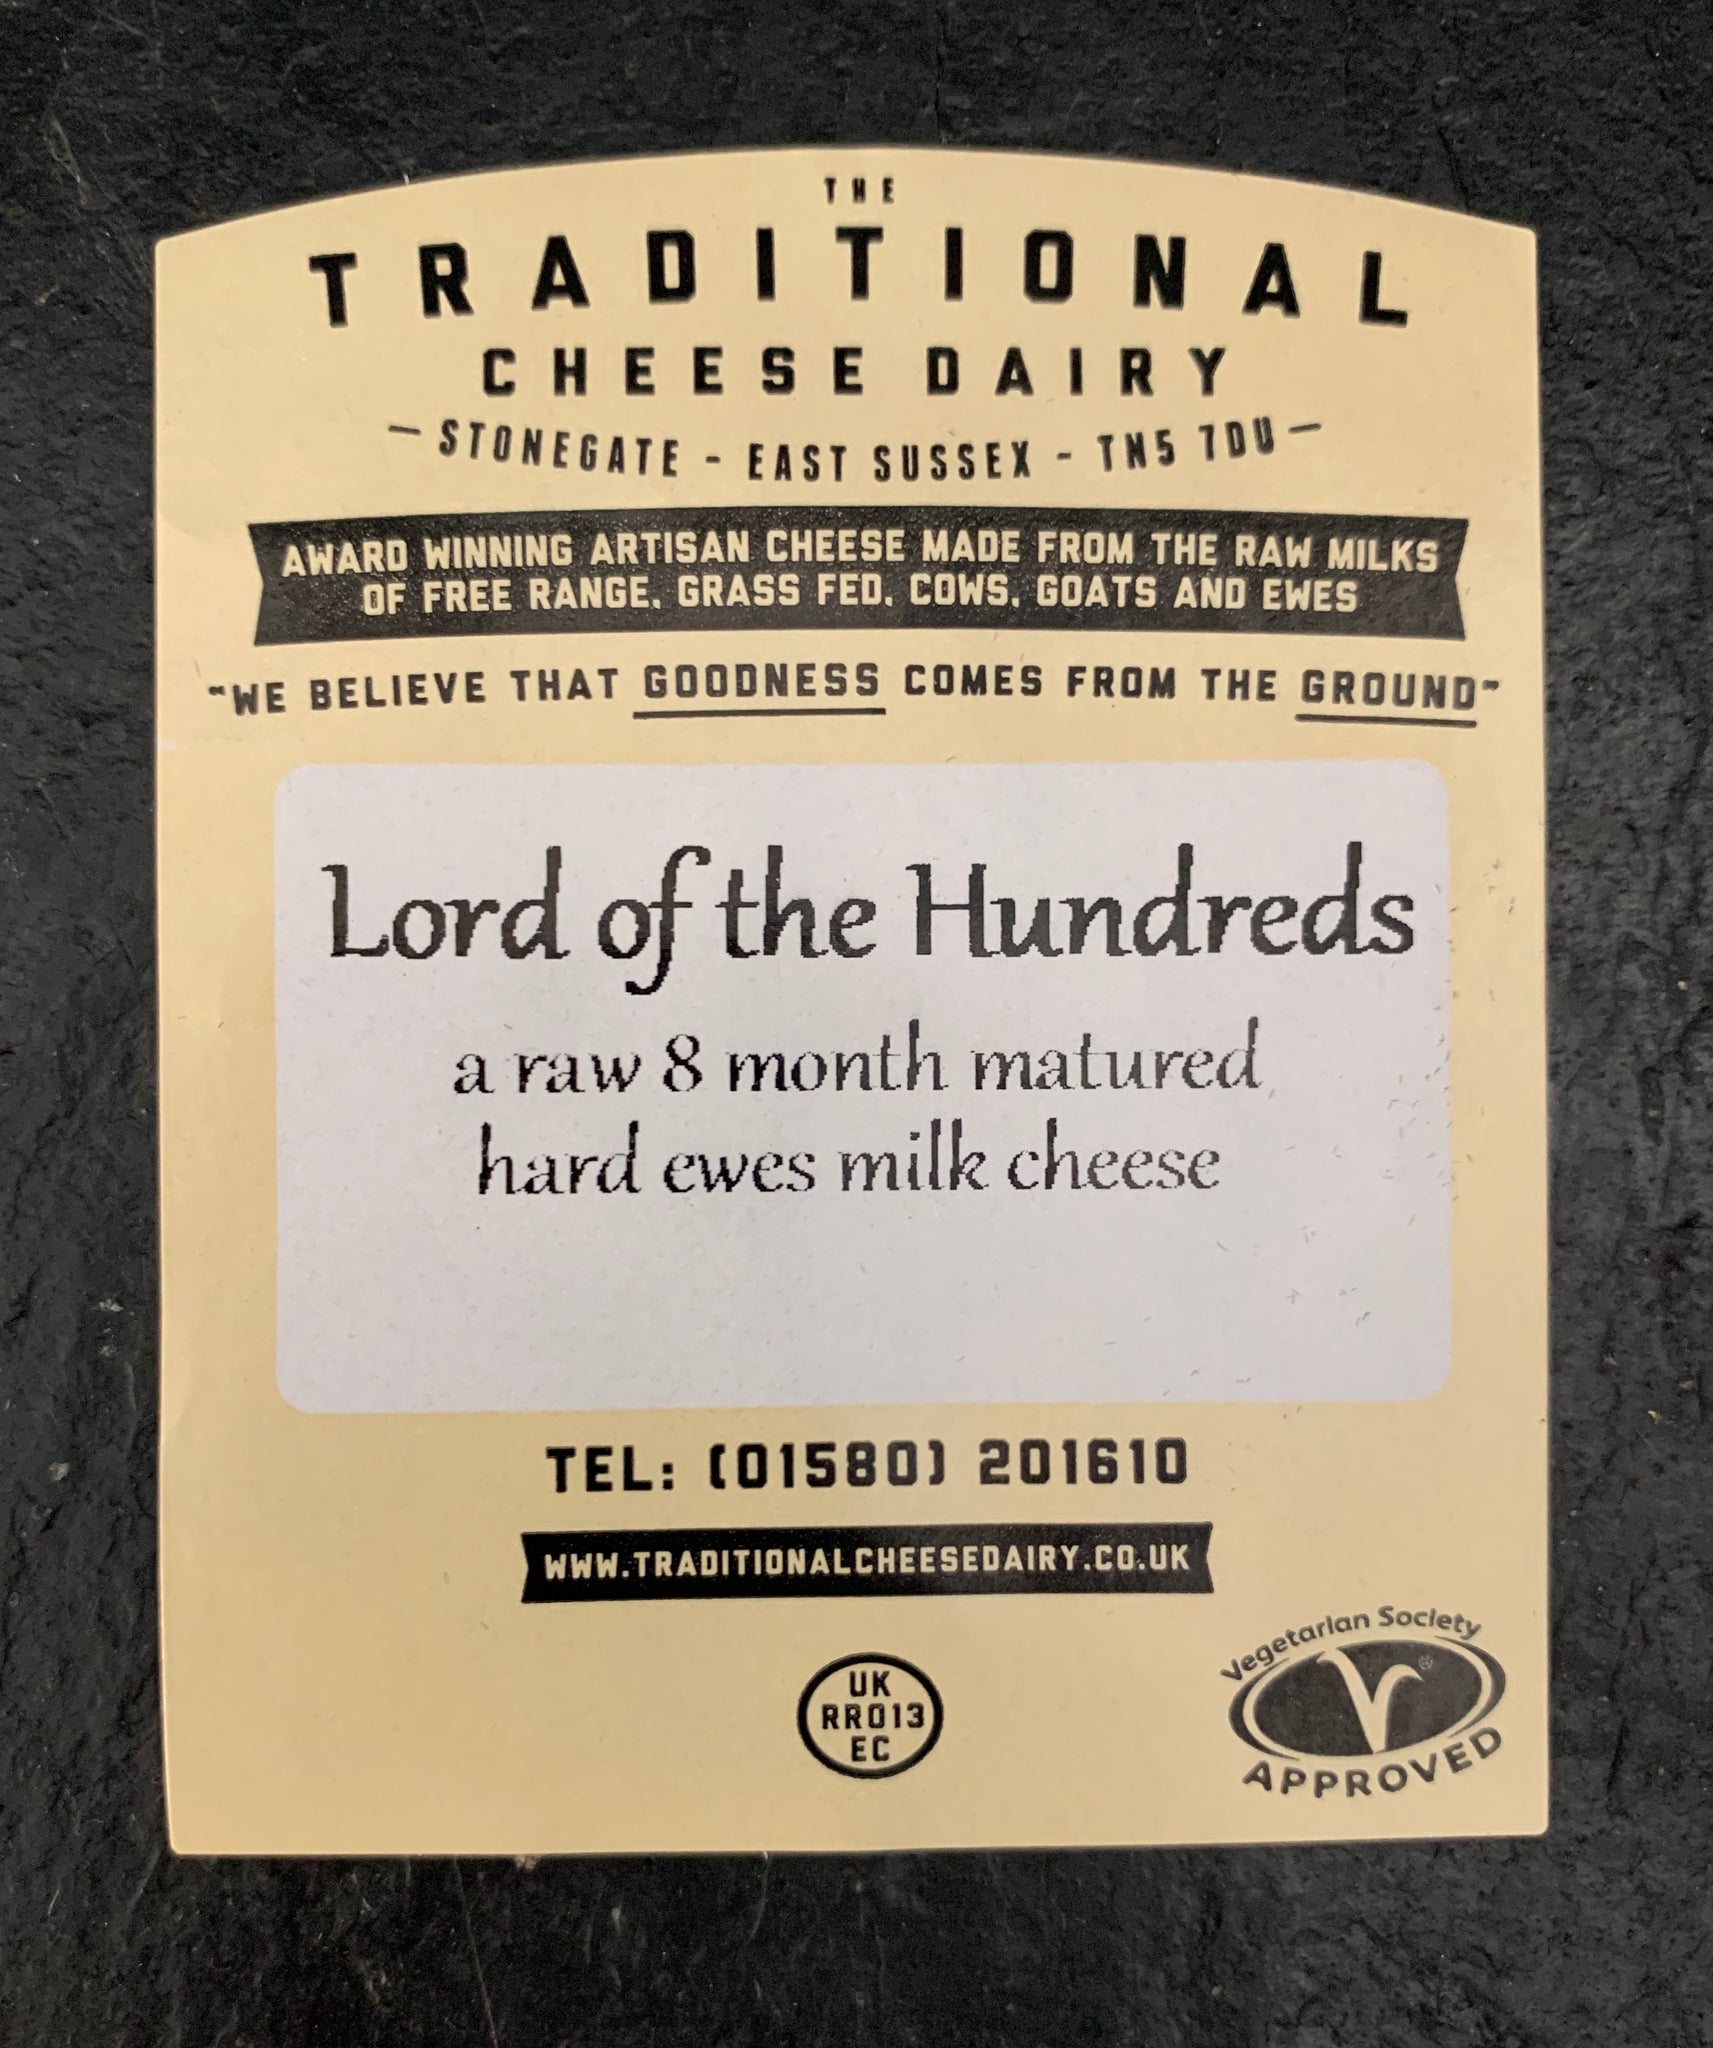 THE
TRADITIONAL
CHEESE DAIRY
- STONEGATE - EAST SUSSEX - TN5 7DU -
AWARD WINNING ARTISAN CHEESE MADE FROM THE RAW MILKS
OF FREE RANGE, GRASS FED, COWS, GOATS AND EWES
"WE BELIEVE THAT GOODNESS COMES FROM THE GROUND"
Lord of the Hundreds
a raw 8 month matured
hard ewes milk cheese
TEL: (01580) 201610
WWW.TRADITIONALCHEESEDAIRY.CO.UK
UK
RR013
EC
Vegetarian Society
V®
APPROVED